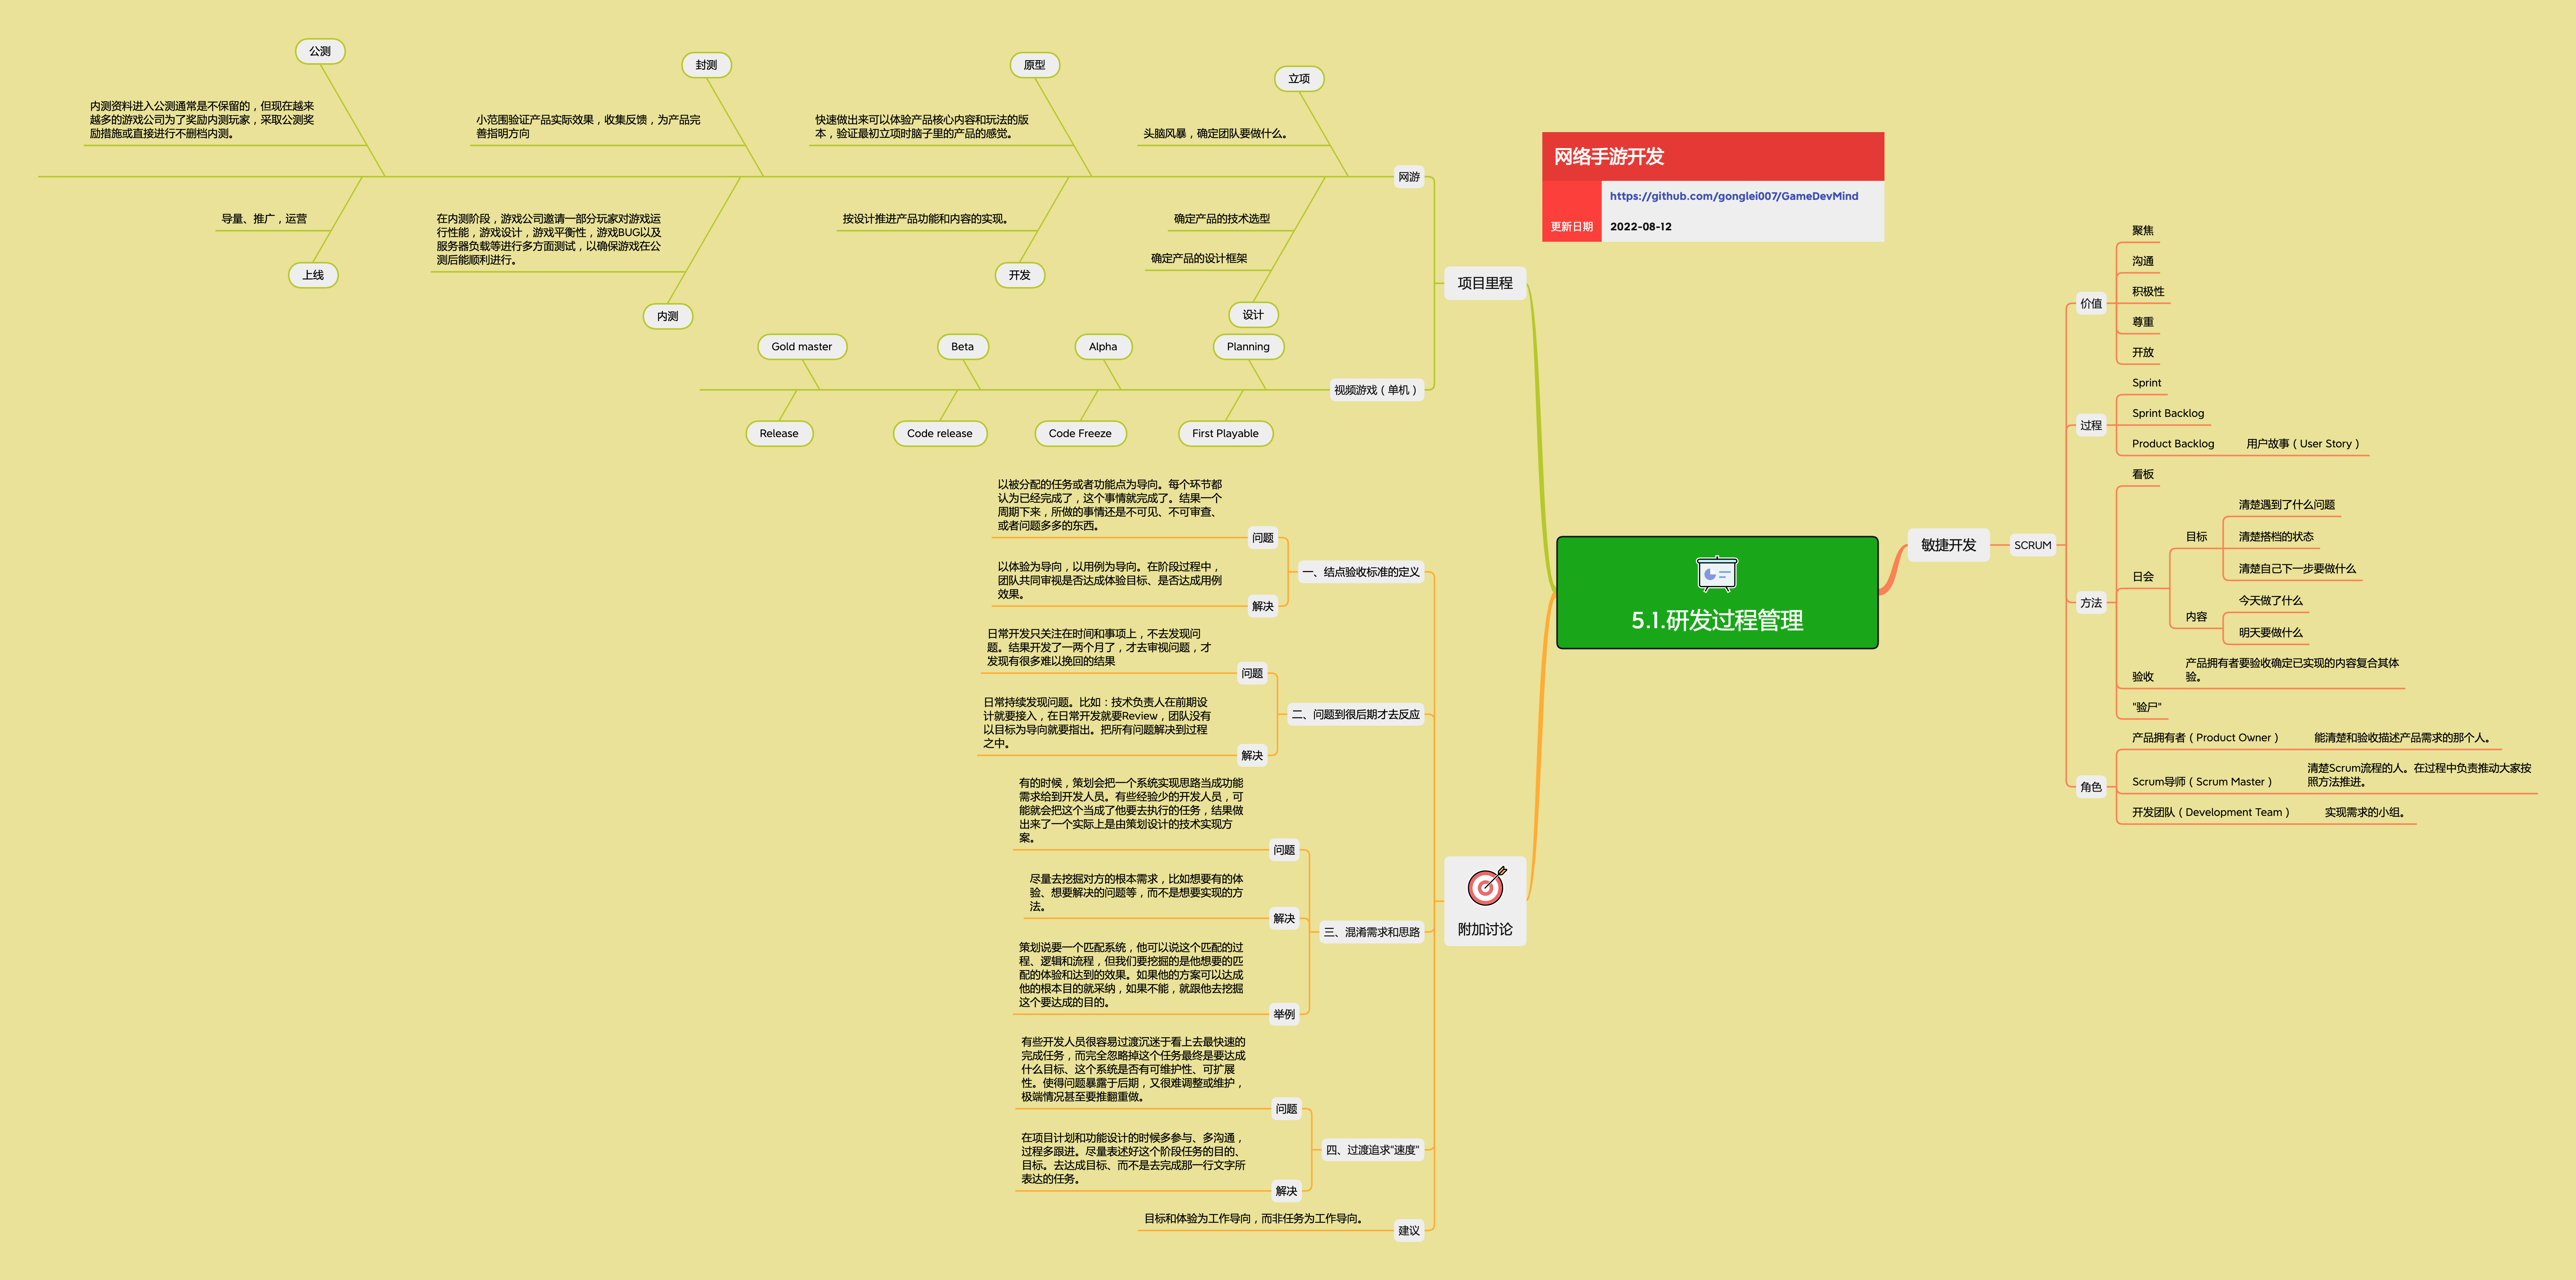 网络手游开发
https://github.com/gonglei007/GameDevMind
更新日期
2022-08-12
5.1.研发过程管理
项目里程
网游
立项
头脑风暴，确定团队要做什么。
设计
确定产品的技术选型
确定产品的设计框架
原型
快速做出来可以体验产品核心内容和玩法的版
本，验证最初立项时脑子里的产品的感觉。
开发
按设计推进产品功能和内容的实现。
封测
小范围验证产品实际效果，收集反馈，为产品完
善指明方向
内测
在内测阶段，游戏公司邀请一部分玩家对游戏运
行性能，游戏设计，游戏平衡性，游戏BUG以及
服务器负载等进行多方面测试，以确保游戏在公
测后能顺利进行。
公测
内测资料进入公测通常是不保留的，但现在越来
越多的游戏公司为了奖励内测玩家，采取公测奖
励措施或直接进行不删档内测。
上线
导量、推广，运营
视频游戏（单机）
Planning
First Playable
Alpha
Code Freeze
Beta
Code release
Gold master
Release
敏捷开发
SCRUM
价值
聚焦
沟通
积极性
尊重
开放
过程
Sprint
Sprint Backlog
Product Backlog
用户故事（User Story）
方法
看板
日会
目标
清楚遇到了什么问题
清楚搭档的状态
清楚自己下一步要做什么
内容
今天做了什么
明天要做什么
验收
产品拥有者要验收确定已实现的内容复合其体
验。
"验尸"
角色
产品拥有者（Product Owner）
能清楚和验收描述产品需求的那个人。
Scrum导师（Scrum Master）
清楚Scrum流程的人。在过程中负责推动大家按
照方法推进。
开发团队（Development Team）
实现需求的小组。
附加讨论
一、结点验收标准的定义
问题
以被分配的任务或者功能点为导向。每个环节都
认为已经完成了，这个事情就完成了。结果一个
周期下来，所做的事情还是不可见、不可审查、
或者问题多多的东西。
解决
以体验为导向，以用例为导向。在阶段过程中，
团队共同审视是否达成体验目标、是否达成用例
效果。
二、问题到很后期才去反应
问题
日常开发只关注在时间和事项上，不去发现问
题。结果开发了一两个月了，才去审视问题，才
发现有很多难以挽回的结果
解决
日常持续发现问题。比如：技术负责人在前期设
计就要接入，在日常开发就要Review，团队没有
以目标为导向就要指出。把所有问题解决到过程
之中。
三、混淆需求和思路
问题
有的时候，策划会把一个系统实现思路当成功能
需求给到开发人员。有些经验少的开发人员，可
能就会把这个当成了他要去执行的任务，结果做
出来了一个实际上是由策划设计的技术实现方
案。
解决
尽量去挖掘对方的根本需求，比如想要有的体
验、想要解决的问题等，而不是想要实现的方
法。
举例
策划说要一个匹配系统，他可以说这个匹配的过
程、逻辑和流程，但我们要挖掘的是他想要的匹
配的体验和达到的效果。如果他的方案可以达成
他的根本目的就采纳，如果不能，就跟他去挖掘
这个要达成的目的。
四、过渡追求"速度"
问题
有些开发人员很容易过渡沉迷于看上去最快速的
完成任务，而完全忽略掉这个任务最终是要达成
什么目标、这个系统是否有可维护性、可扩展
性。使得问题暴露于后期，又很难调整或维护，
极端情况甚至要推翻重做。
解决
在项目计划和功能设计的时候多参与、多沟通，
过程多跟进。尽量表述好这个阶段任务的目的、
目标。去达成目标、而不是去完成那一行文字所
表达的任务。
建议
目标和体验为工作导向，而非任务为工作导向。